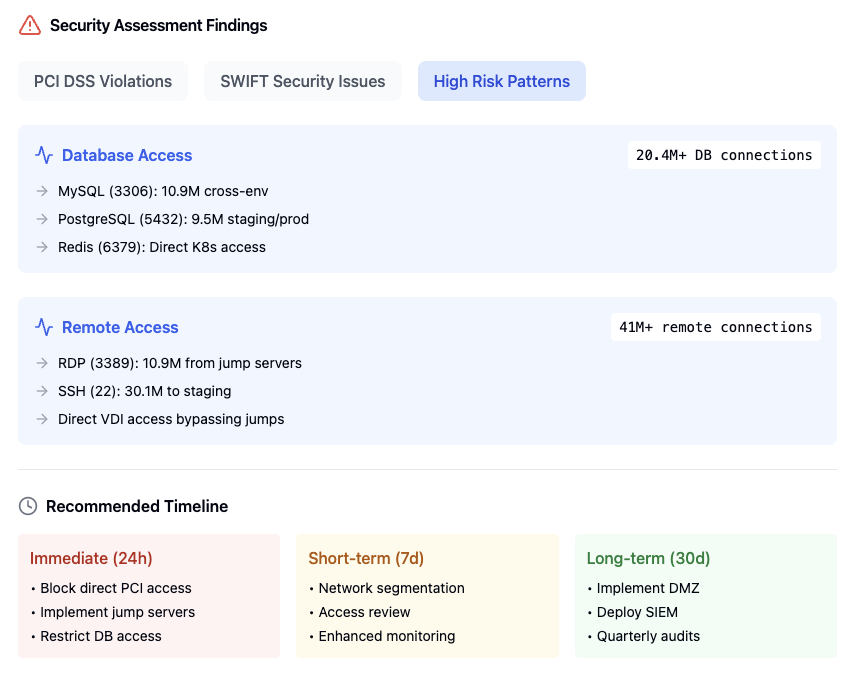 Security Assessment Findings
PCI DSS Violations
SWIFT Security Issues
High Risk Patterns
Database Access
20.4M+ DB connections
MySQL (3306): 10.9M cross-env
PostgreSQL (5432): 9.5M staging/prod
Redis (6379): Direct K8s access
Remote Access
41M+ remote connections
RDP (3389): 10.9M from jump servers
SSH (22): 30.1M to staging
Direct VDI access bypassing jumps
Recommended Timeline
Immediate (24h)
• Block direct PCI access
• Implement jump servers
• Restrict DB access
Short-term (7d)
• Network segmentation
• Access review
• Enhanced monitoring
Long-term (30d)
• Implement DMZ
• Deploy SIEM
• Quarterly audits